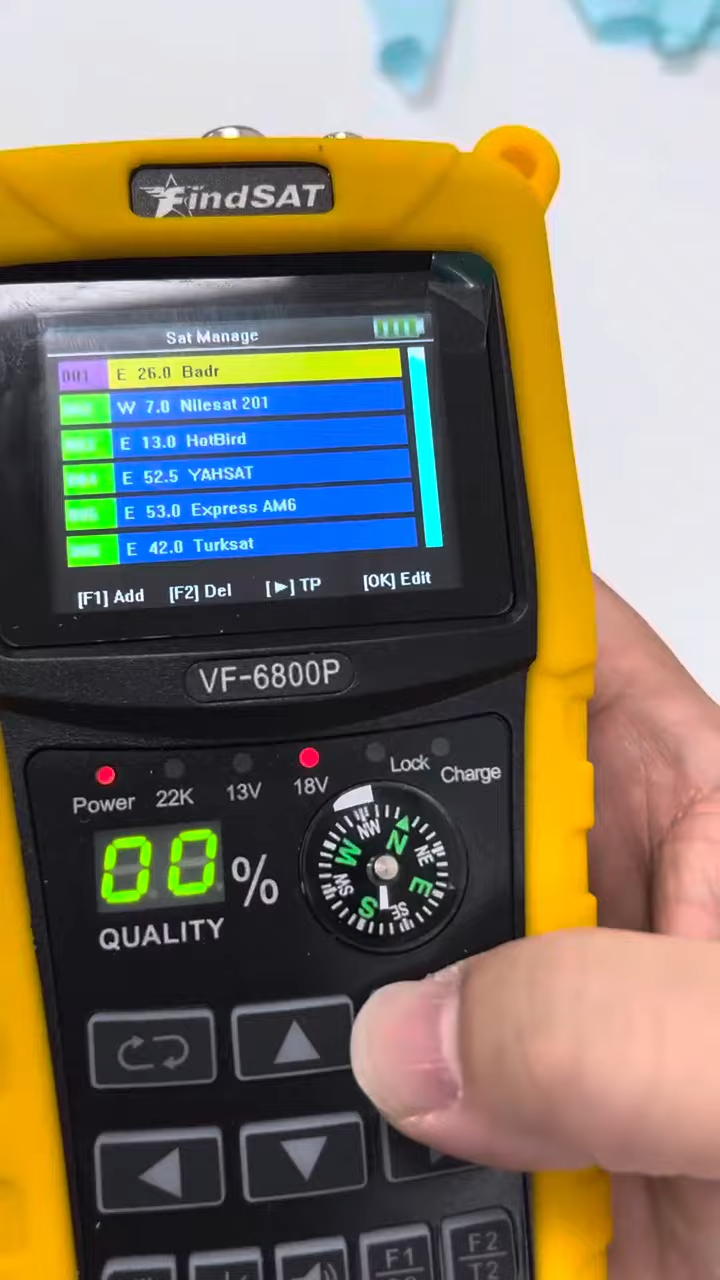 FindSAT
Sat Manage
001 E 26.0 Badr
W 7.0 Nilesat 201
E 13.0 HotBird
E 52.5 YAHSAT
E 53.0 Express AM6
E 42.0 Turksat
[F1] Add [F2] Del [►] TP [OK] Edit
VF-6800P
Power 22K 13V 18V Lock Charge
00 %
QUALITY
N NE E SE S SW W NW
F1
F2
T2